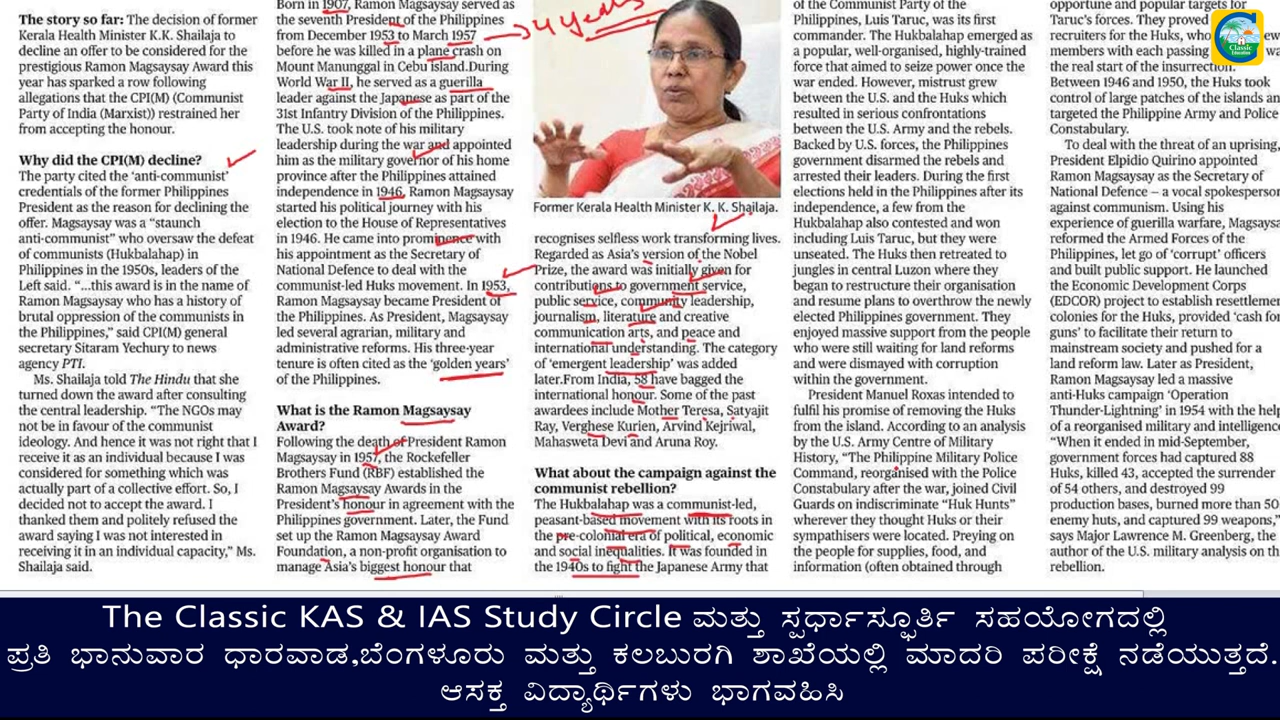 The story so far: The decision of former
Kerala Health Minister K.K. Shailaja to
decline an offer to be considered for the
prestigious Ramon Magsaysay Award this
year has sparked a row following
allegations that the CPI(M) (Communist
Party of India (Marxist)) restrained her
from accepting the honour.
Why did the CPI(M) decline?
The party cited the ‘anti-communist’
credentials of the former Philippines
President as the reason for declining the
offer. Magsaysay was a “staunch
anti-communist” who oversaw the defeat
of communists (Hukbalahap) in
Philippines in the 1950s, leaders of the
Left said. “...this award is in the name of
Ramon Magsaysay who has a history of
brutal oppression of the communists in
the Philippines,” said CPI(M) general
secretary Sitaram Yechury to news
agency PTI.
Ms. Shailaja told The Hindu that she
turned down the award after consulting
the central leadership. “The NGOs may
not be in favour of the communist
ideology. And hence it was not right that I
receive it as an individual because I was
considered for something which was
actually part of a collective effort. So, I
decided not to accept the award. I
thanked them and politely refused the
award saying I was not interested in
receiving it in an individual capacity,” Ms.
Shailaja said.
Born in 1907, Ramon Magsaysay served as
the seventh President of the Philippines
from December 1953 to March 1957
before he was killed in a plane crash on
Mount Manunggal in Cebu island.During
World War II, he served as a guerilla
leader against the Japanese as part of the
31st Infantry Division of the Philippines.
The U.S. took note of his military
leadership during the war and appointed
him as the military governor of his home
province after the Philippines attained
independence in 1946. Ramon Magsaysay
started his political journey with his
election to the House of Representatives
in 1946. He came into prominence with
his appointment as the Secretary of
National Defence to deal with the
communist-led Huks movement. In 1953,
Ramon Magsaysay became President of
the Philippines. As President, Magsaysay
led several agrarian, military and
administrative reforms. His three-year
tenure is often cited as the ‘golden years’
of the Philippines.
What is the Ramon Magsaysay
Award?
Following the death of President Ramon
Magsaysay in 1957, the Rockefeller
Brothers Fund (RBF) established the
Ramon Magsaysay Awards in the
President’s honour in agreement with the
Philippines government. Later, the Fund
set up the Ramon Magsaysay Award
Foundation, a non-profit organisation to
manage Asia’s biggest honour that
4 years
Former Kerala Health Minister K. K. Shailaja.
recognises selfless work transforming lives.
Regarded as Asia’s version of the Nobel
Prize, the award was initially given for
contributions to government service,
public service, community leadership,
journalism, literature and creative
communication arts, and peace and
international understanding. The category
of ‘emergent leadership’ was added
later.From India, 58 have bagged the
international honour. Some of the past
awardees include Mother Teresa, Satyajit
Ray, Verghese Kurien, Arvind Kejriwal,
Mahasweta Devi and Aruna Roy.
What about the campaign against the
communist rebellion?
The Hukbalahap was a communist-led,
peasant-based movement with its roots in
the pre-colonial era of political, economic
and social inequalities. It was founded in
the 1940s to fight the Japanese Army that
of the Communist Party of the
Philippines, Luis Taruc, was its first
commander. The Hukbalahap emerged as
a popular, well-organised, highly-trained
force that aimed to seize power once the
war ended. However, mistrust grew
between the U.S. and the Huks which
resulted in serious confrontations
between the U.S. Army and the rebels.
Backed by U.S. forces, the Philippines
government disarmed the rebels and
arrested their leaders. During the first
elections held in the Philippines after its
independence, a few from the
Hukbalahap also contested and won
including Luis Taruc, but they were
unseated. The Huks then retreated to
jungles in central Luzon where they
began to restructure their organisation
and resume plans to overthrow the newly
elected Philippines government. They
enjoyed massive support from the people
who were still waiting for land reforms
and were dismayed with corruption
within the government.
President Manuel Roxas intended to
fulfil his promise of removing the Huks
from the island. According to an analysis
by the U.S. Army Centre of Military
History, “The Philippine Military Police
Command, reorganised with the Police
Constabulary after the war, joined Civil
Guards on indiscriminate “Huk Hunts”
wherever they thought Huks or their
sympathisers were located. Preying on
the people for supplies, food, and
information (often obtained through
opportune and popular targets for
Taruc’s forces. They proved
recruiters for the Huks, who
members with each passing
the real start of the insurrection.
Between 1946 and 1950, the Huks took
control of large patches of the islands an
targeted the Philippine Army and Police
Constabulary.
To deal with the threat of an uprising,
President Elpidio Quirino appointed
Ramon Magsaysay as the Secretary of
National Defence – a vocal spokesperson
against communism. Using his
experience of guerilla warfare, Magsaysa
reformed the Armed Forces of the
Philippines, let go of ‘corrupt’ officers
and built public support. He launched
the Economic Development Corps
(EDCOR) project to establish resettleme
colonies for the Huks, provided ‘cash for
guns’ to facilitate their return to
mainstream society and pushed for a
land reform law. Later as President,
Ramon Magsaysay led a massive
anti-Huks campaign ‘Operation
Thunder-Lightning’ in 1954 with the help
of a reorganised military and intelligence
“When it ended in mid-September,
government forces had captured 88
Huks, killed 43, accepted the surrender
of 54 others, and destroyed 99
production bases, burned more than 50
enemy huts, and captured 99 weapons,”
says Major Lawrence M. Greenberg, the
author of the U.S. military analysis on th
rebellion.
Classic
Education
The Classic KAS & IAS Study Circle ಮತ್ತು ಸ್ಪರ್ಧಾಸ್ಫೂರ್ತಿ ಸಹಯೋಗದಲ್ಲಿ
ಪ್ರತಿ ಭಾನುವಾರ ಧಾರವಾಡ,ಬೆಂಗಳೂರು ಮತ್ತು ಕಲಬುರಗಿ ಶಾಖೆಯಲ್ಲಿ ಮಾದರಿ ಪರೀಕ್ಷೆ ನಡೆಯುತ್ತದೆ.
ಆಸಕ್ತ ವಿದ್ಯಾರ್ಥಿಗಳು ಭಾಗವಹಿಸಿ